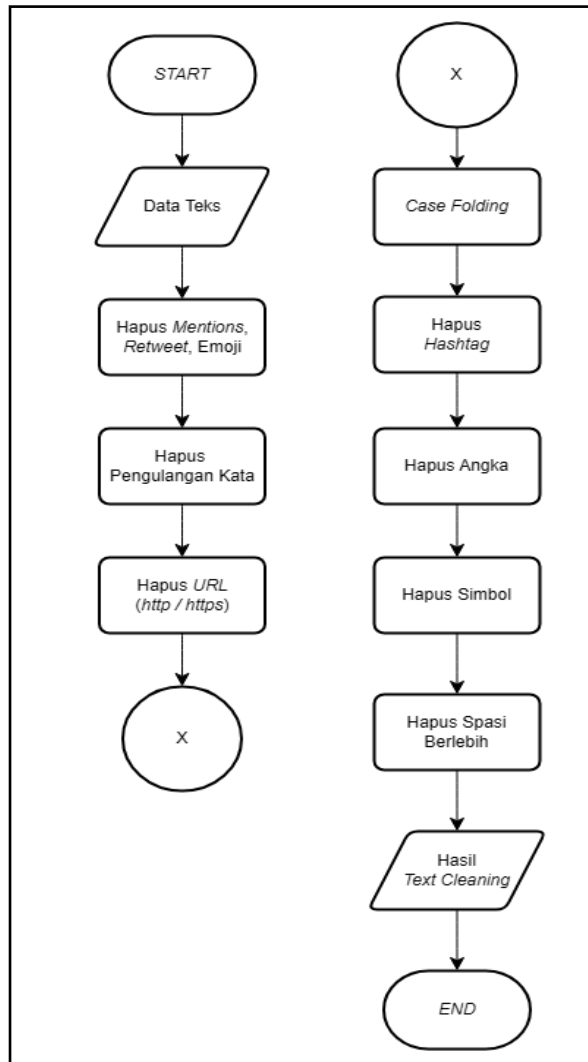 START
Data Teks
Hapus Mentions,
Retweet, Emoji
Hapus
Pengulangan Kata
Hapus URL
(http / https)
X
X
Case Folding
Hapus
Hashtag
Hapus Angka
Hapus Simbol
Hapus Spasi
Berlebih
Hasil
Text Cleaning
END